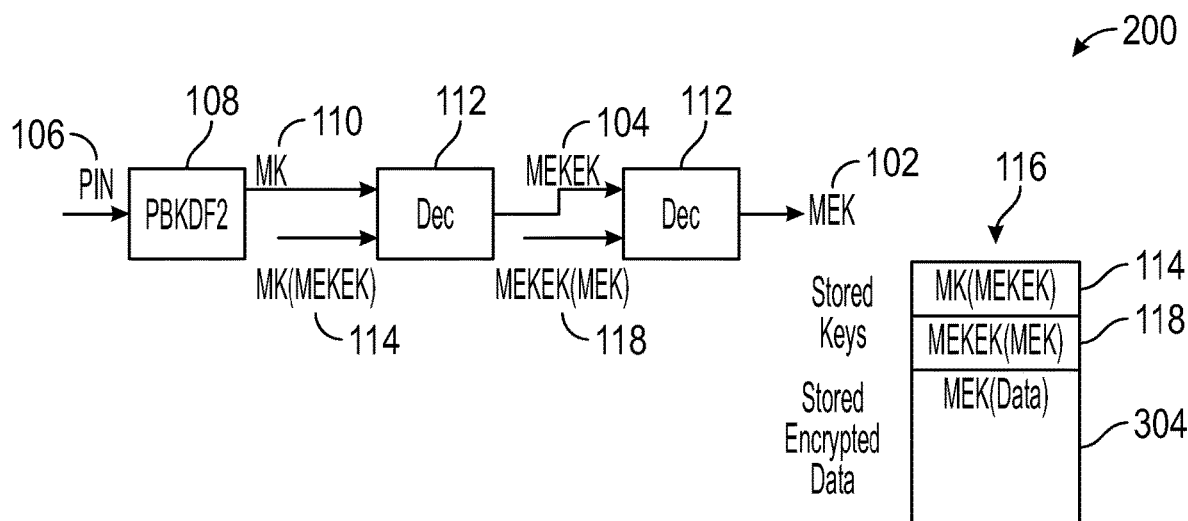 200
108
110
112
104
112
106
PIN
MK
MEKEK
102
PBKDF2
Dec
Dec
MEK
116
MK(MEKEK)
MEKEK(MEK)
114
118
Stored
Keys
MK(MEKEK)
114
MEKEK(MEK)
118
Stored
Encrypted
Data
MEK(Data)
304